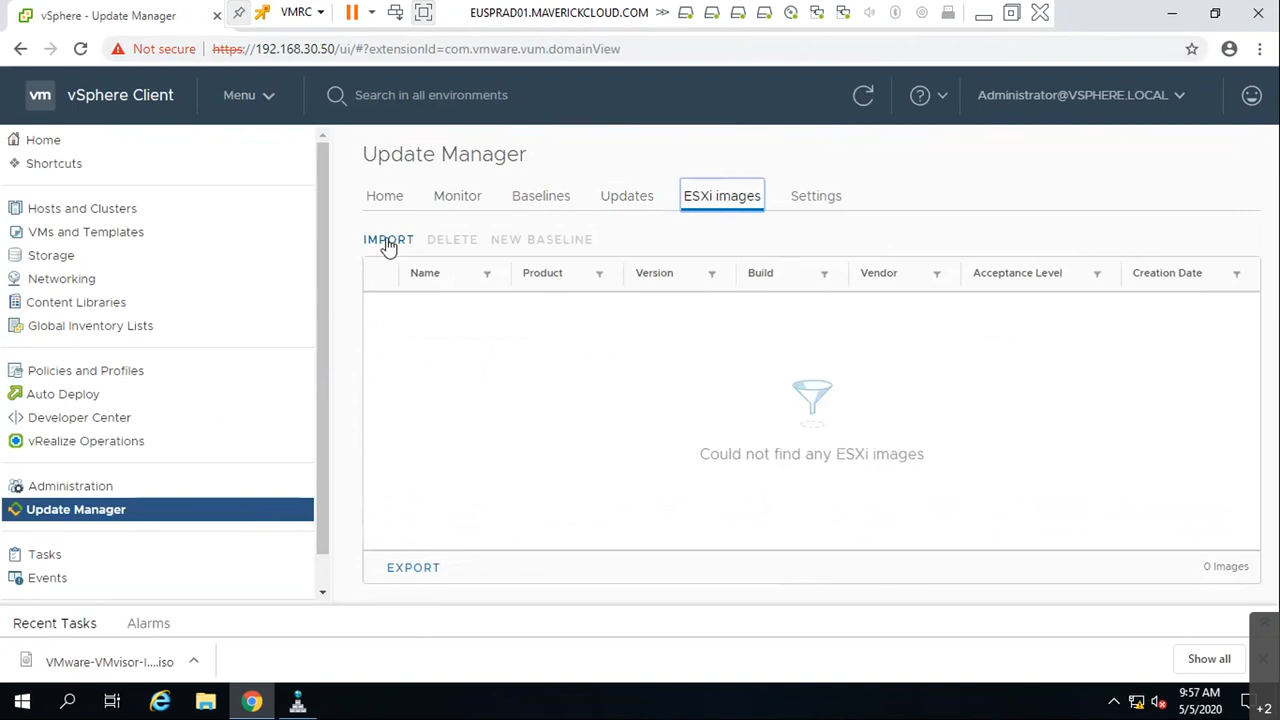 vSphere - Update Manager
VMRC
EUSPRAD01.MAVERICKCLOUD.COM
Not secure
https://192.168.30.50/ui/#?extensionId=com.vmware.vum.domainView
vm
vSphere Client
Menu
Search in all environments
Administrator@VSPHERE.LOCAL
Home
Shortcuts
Hosts and Clusters
VMs and Templates
Storage
Networking
Content Libraries
Global Inventory Lists
Policies and Profiles
Auto Deploy
Developer Center
vRealize Operations
Administration
Update Manager
Tasks
Events
Update Manager
Home Monitor Baselines Updates ESXi images Settings
IMPORT DELETE NEW BASELINE
Name Product Version Build Vendor Acceptance Level Creation Date
Could not find any ESXi images
EXPORT
0 Images
Recent Tasks Alarms
VMware-VMvisor-I....iso
Show all
9:57 AM
5/5/2020
+2